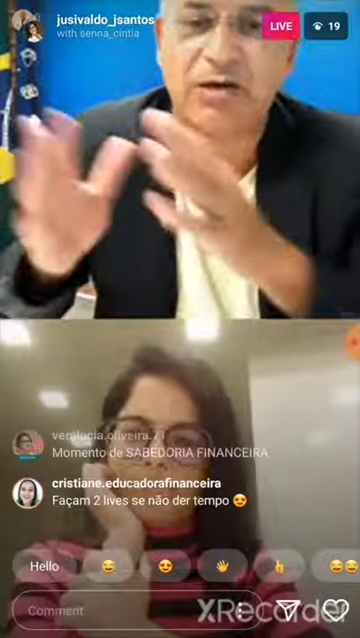 jusivaldo_jsantos
LIVE
19
with senna_cintia
veralucia.oliveira.71
Momento de SABEDORIA FINANCEIRA
cristiane.educadorafinanceira
Façam 2 lives se não der tempo 😍
Hello
😂
😍
👋
👆
😂😂
Comment
XRecorder